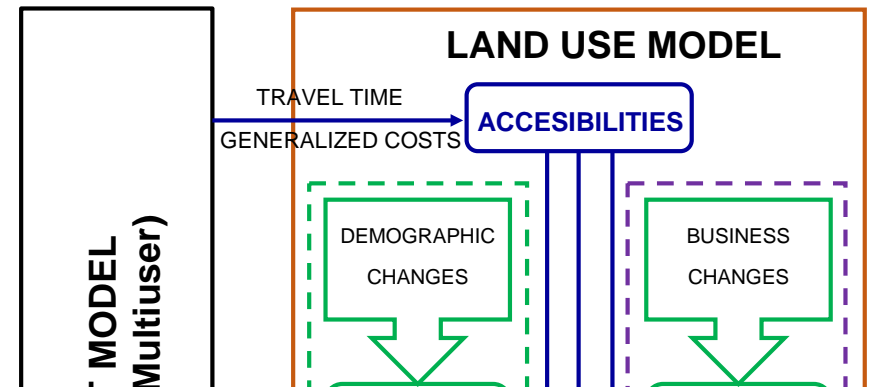 LAND USE MODEL
TRAVEL TIME
GENERALIZED COSTS
ACCESIBILITIES
DEMOGRAPHIC
CHANGES
BUSINESS
CHANGES
MODEL
Multiuser)